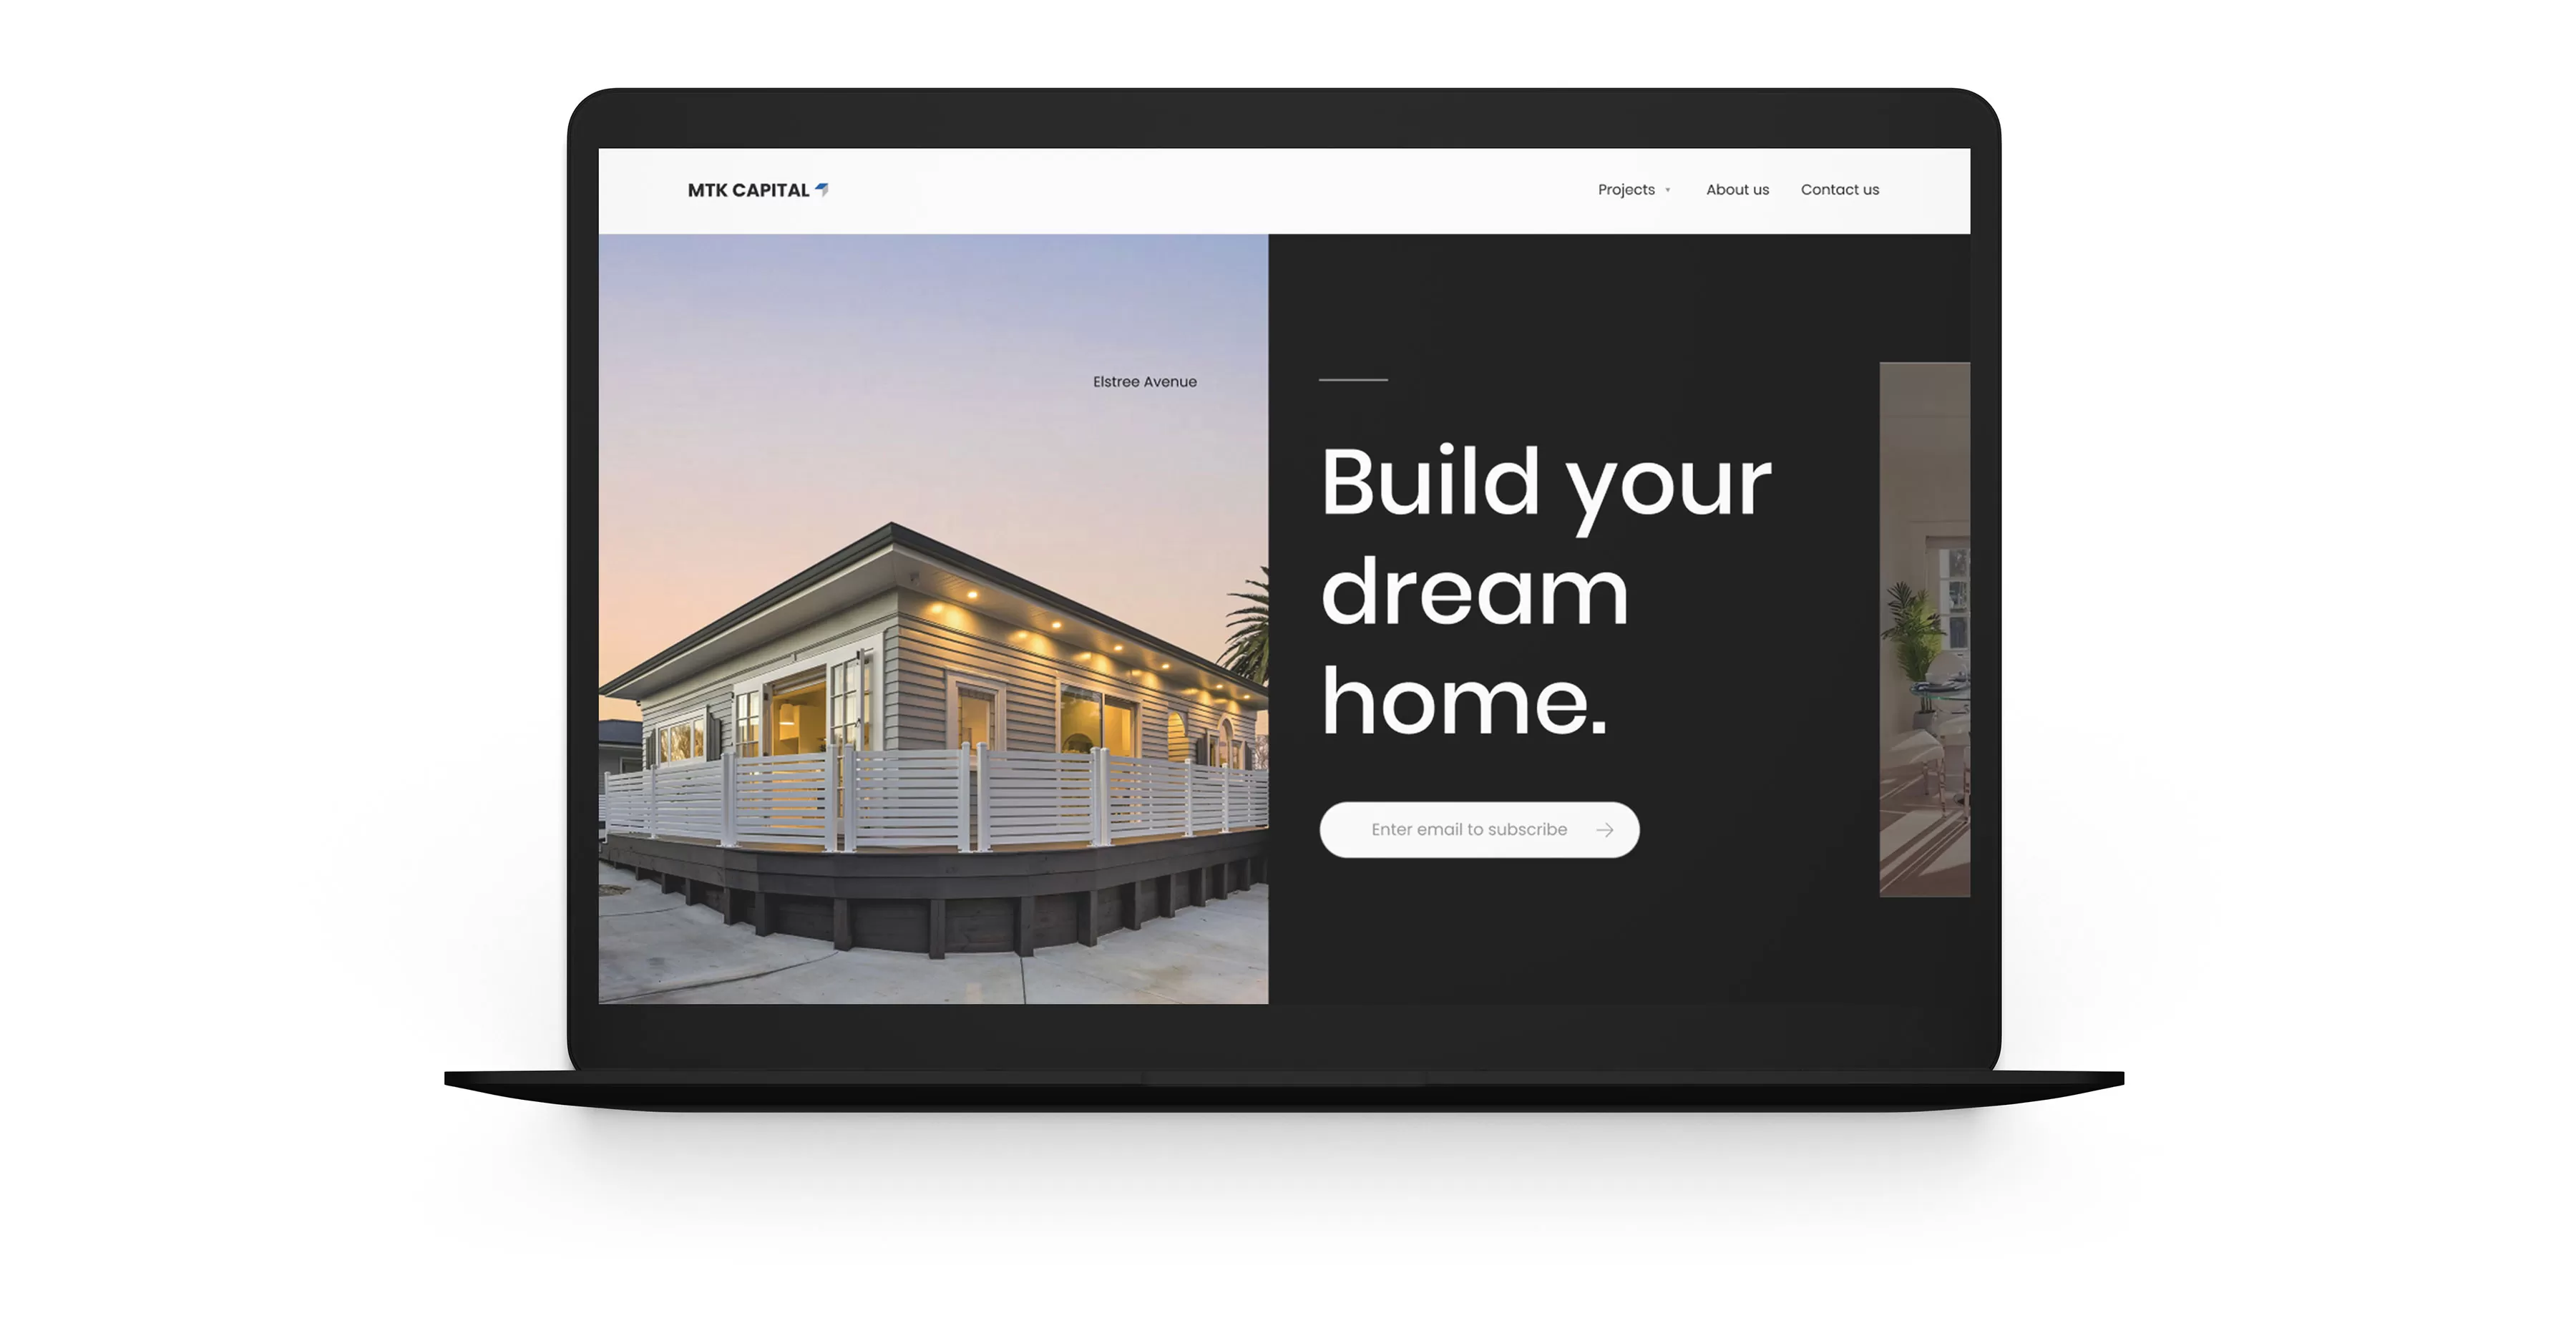 MTK CAPITAL
Projects
About us
Contact us
Elstree Avenue
Build your
dream
home.
Enter email to subscribe